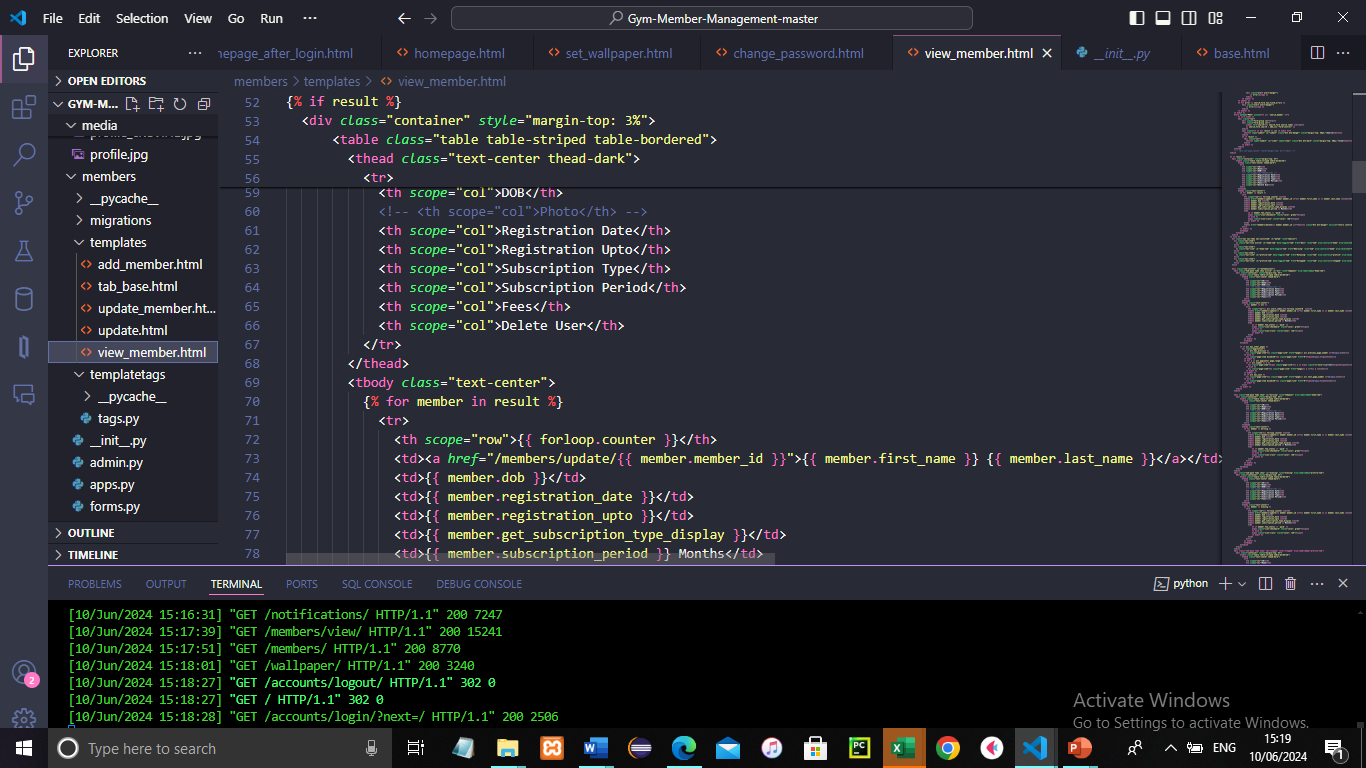 File Edit Selection View Go Run ··· Gym-Member-Management-master
EXPLORER ··· mepage_after_login.html homepage.html set_wallpaper.html change_password.html view_member.html __init__.py base.html ···
OPEN EDITORS
members > templates > view_member.html
GYM-M...
media
profile.jpg
members
__pycache__
migrations
templates
add_member.html
tab_base.html
update_member.ht...
update.html
view_member.html
templatetags
__pycache__
tags.py
__init__.py
admin.py
apps.py
forms.py
OUTLINE
TIMELINE
52 {% if result %}
53 <div class="container" style="margin-top: 3%">
54 <table class="table table-striped table-bordered">
55 <thead class="text-center thead-dark">
56 <tr>
59 <th scope="col">DOB</th>
60 <!-- <th scope="col">Photo</th> -->
61 <th scope="col">Registration Date</th>
62 <th scope="col">Registration Upto</th>
63 <th scope="col">Subscription Type</th>
64 <th scope="col">Subscription Period</th>
65 <th scope="col">Fees</th>
66 <th scope="col">Delete User</th>
67 </tr>
68 </thead>
69 <tbody class="text-center">
70 {% for member in result %}
71 <tr>
72 <th scope="row">{{ forloop.counter }}</th>
73 <td><a href="/members/update/{{ member.member_id }}">{{ member.first_name }} {{ member.last_name }}</a></td>
74 <td>{{ member.dob }}</td>
75 <td>{{ member.registration_date }}</td>
76 <td>{{ member.registration_upto }}</td>
77 <td>{{ member.get_subscription_type_display }}</td>
78 <td>{{ member.subscription_period }} Months</td>
PROBLEMS OUTPUT TERMINAL PORTS SQL CONSOLE DEBUG CONSOLE python ···
[10/Jun/2024 15:16:31] "GET /notifications/ HTTP/1.1" 200 7247
[10/Jun/2024 15:17:39] "GET /members/view/ HTTP/1.1" 200 15241
[10/Jun/2024 15:17:51] "GET /members/ HTTP/1.1" 200 8770
[10/Jun/2024 15:18:01] "GET /wallpaper/ HTTP/1.1" 200 3240
[10/Jun/2024 15:18:27] "GET /accounts/logout/ HTTP/1.1" 302 0
[10/Jun/2024 15:18:27] "GET / HTTP/1.1" 302 0
[10/Jun/2024 15:18:28] "GET /accounts/login/?next=/ HTTP/1.1" 200 2506
Activate Windows
Go to Settings to activate Windows.
2
Type here to search
PC
ENG
15:19
10/06/2024
1